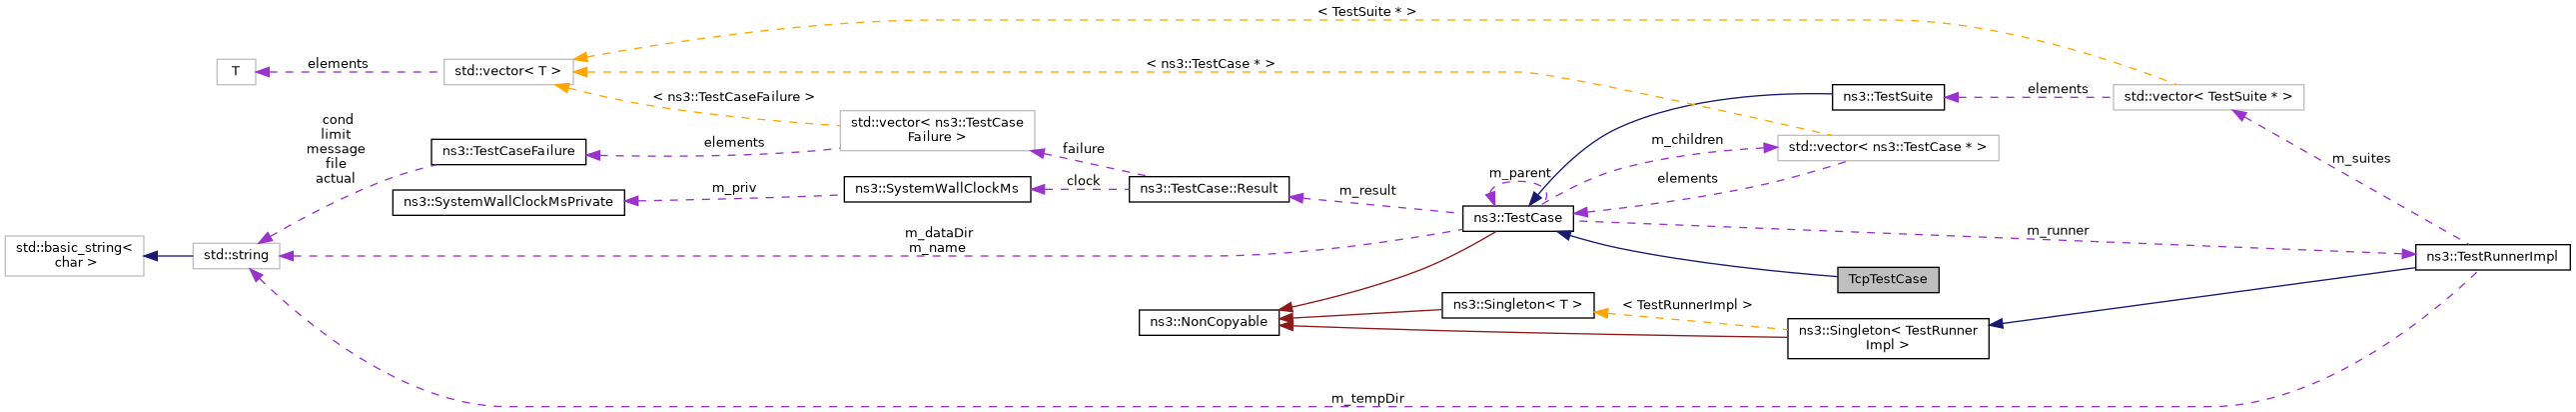 < TestSuite * >
T
elements
std::vector< T >
< ns3::TestCase * >
< ns3::TestCaseFailure >
ns3::TestSuite
elements
std::vector< TestSuite * >
cond
limit
message
file
actual
ns3::TestCaseFailure
elements
std::vector< ns3::TestCase
Failure >
failure
m_children
std::vector< ns3::TestCase * >
m_suites
ns3::SystemWallClockMsPrivate
m_priv
ns3::SystemWallClockMs
clock
ns3::TestCase::Result
m_result
m_parent
elements
ns3::TestCase
m_runner
std::basic_string<
char >
std::string
m_dataDir
m_name
ns3::TestRunnerImpl
TcpTestCase
ns3::NonCopyable
ns3::Singleton< T >
< TestRunnerImpl >
ns3::Singleton< TestRunner
Impl >
m_tempDir